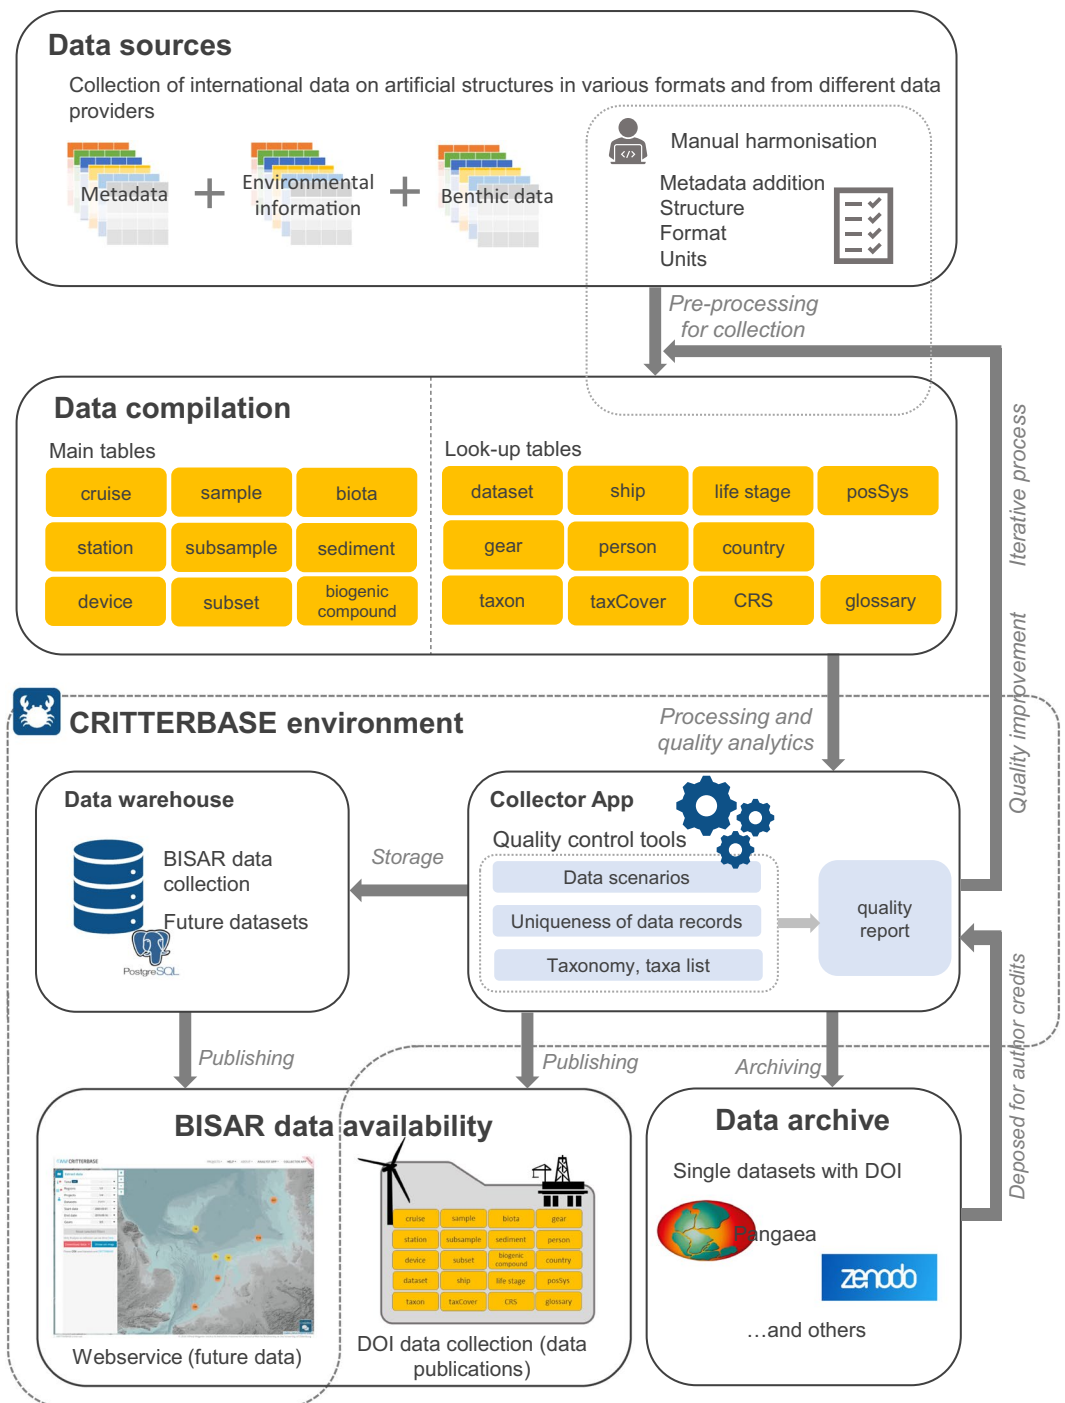 Data sources
Collection of international data on artificial structures in various formats and from different data
providers
Metadata
+
Environmental
information
+
Benthic data
Manual harmonisation
Metadata addition
Structure
Format
Units
Pre-processing
for collection
Data compilation
Main tables
cruise
sample
biota
station
subsample
sediment
device
subset
biogenic
compound
Look-up tables
dataset
ship
life stage
posSys
gear
person
country
taxon
taxCover
CRS
glossary
Iterative process
Quality improvement
CRITTERBASE environment
Processing and
quality analytics
Data warehouse
BISAR data
collection
Future datasets
PostgreSQL
Storage
Collector App
Quality control tools
Data scenarios
Uniqueness of data records
Taxonomy, taxa list
quality
report
Deposed for author credits
Publishing
Publishing
Archiving
BISAR data availability
CRITTERBASE
Webservice (future data)
cruise
sample
biota
gear
station
subsample
sediment
person
device
subset
biogenic
compound
country
dataset
ship
life stage
posSys
taxon
taxCover
CRS
glossary
DOI data collection (data
publications)
Data archive
Single datasets with DOI
Pangaea
zenodo
...and others